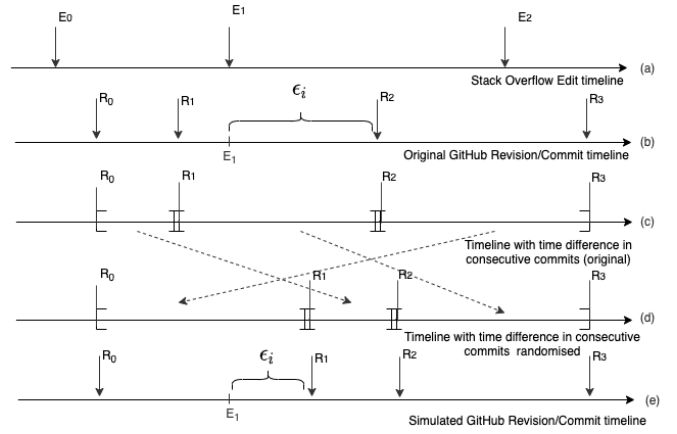 E0 E1 E2
(a)
Stack Overflow Edit timeline
R0 R1 ϵi R2 R3
E1
(b)
Original GitHub Revision/Commit timeline
R0 R1 R2 R3
(c)
Timeline with time difference in
consecutive commits (original)
R0 R1 R2 R3
(d)
Timeline with time difference in consecutive
commits randomised
R0 ϵi R1 R2 R3
E1
(e)
Simulated GitHub Revision/Commit timeline